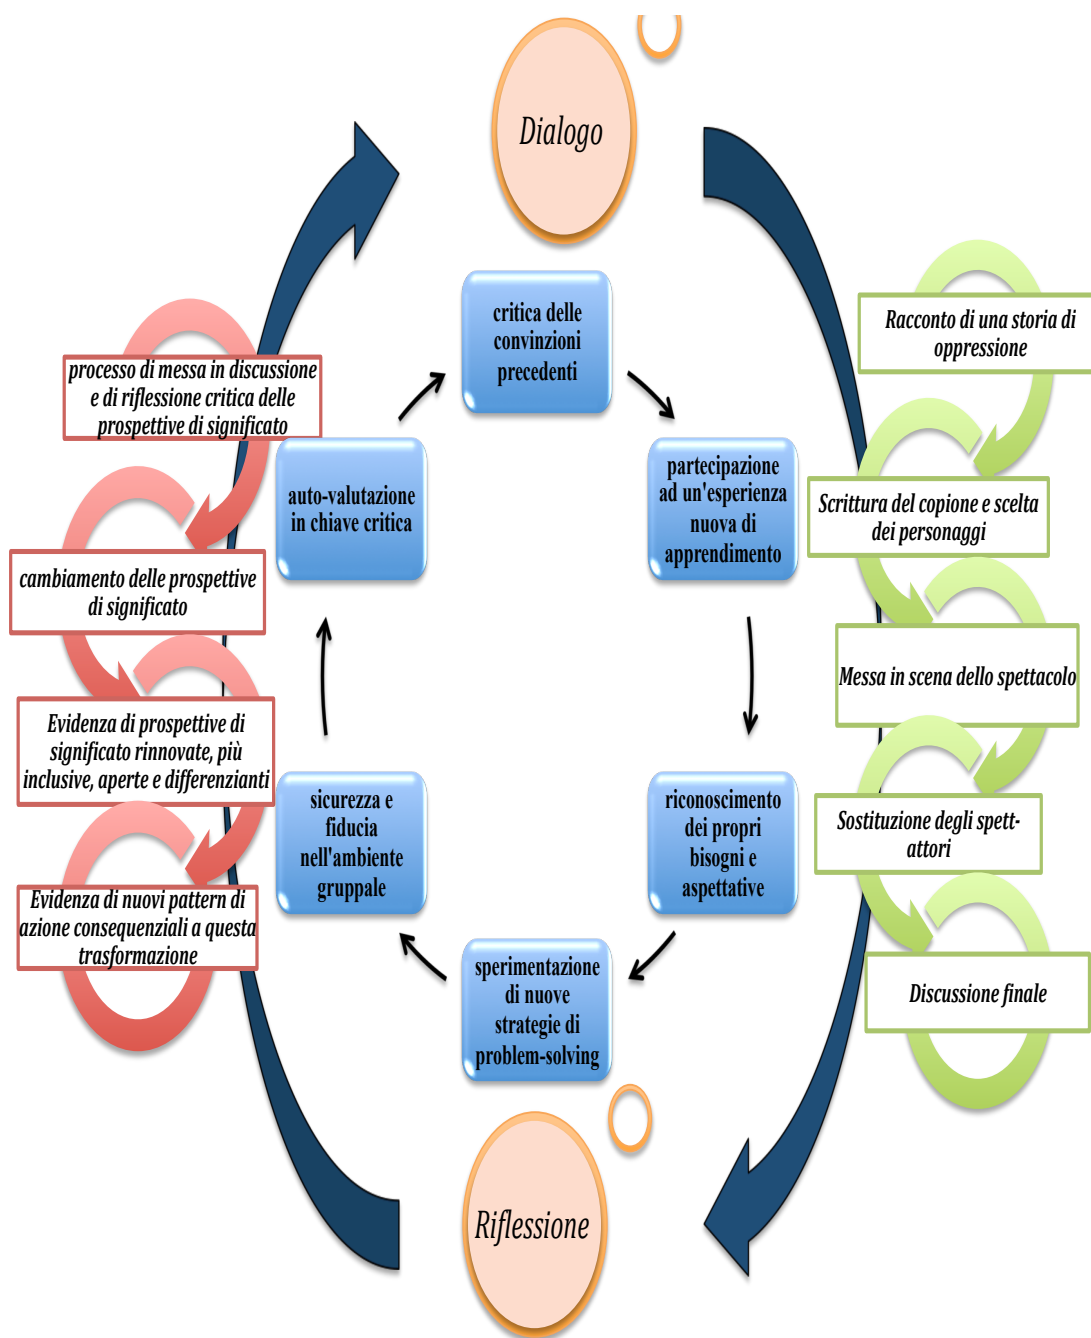 Dialogo
critica delle
convinzioni
precedenti
partecipazione
ad un'esperienza
nuova di
apprendimento
riconoscimento
dei propri
bisogni e
aspettative
sperimentazione
di nuove
strategie di
problem-solving
sicurezza e
fiducia
nell'ambiente
gruppale
auto-valutazione
in chiave critica
Racconto di una storia di
oppressione
Scrittura del copione e scelta
dei personaggi
Messa in scena dello spettacolo
Sostituzione degli spett-
attori
Discussione finale
processo di messa in discussione
e di riflessione critica delle
prospettive di significato
cambiamento delle prospettive
di significato
Evidenza di prospettive di
significato rinnovate, più
inclusive, aperte e differenzianti
Evidenza di nuovi pattern di
azione consequenziali a questa
trasformazione
Riflessione